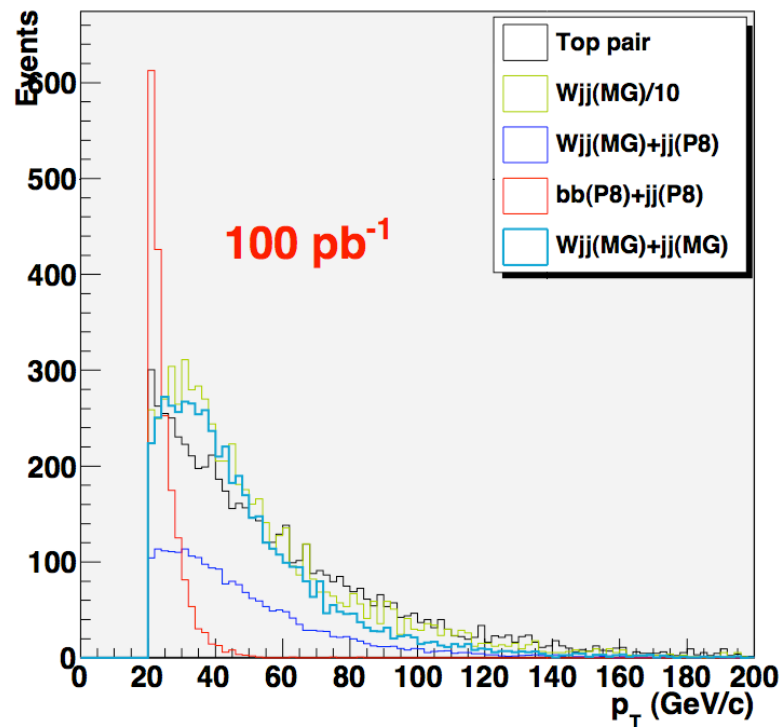 Events
600
500
400
300
200
100
0
100 pb⁻¹
Top pair
Wjj(MG)/10
Wjj(MG)+jj(P8)
bb(P8)+jj(P8)
Wjj(MG)+jj(MG)
0 20 40 60 80 100 120 140 160 180 200
p_T (GeV/c)